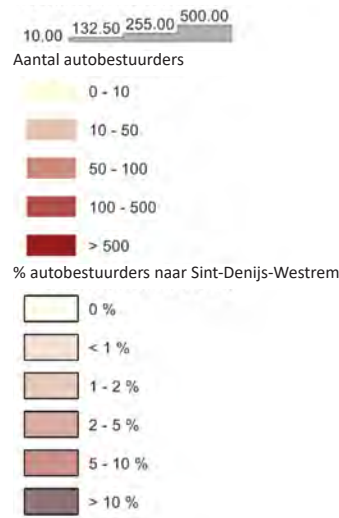 10.00 132.50 255.00 500.00
Aantal autobestuurders
0 - 10
10 - 50
50 - 100
100 - 500
> 500
% autobestuurders naar Sint-Denijs-Westrem
0 %
< 1 %
1 - 2 %
2 - 5 %
5 - 10 %
> 10 %